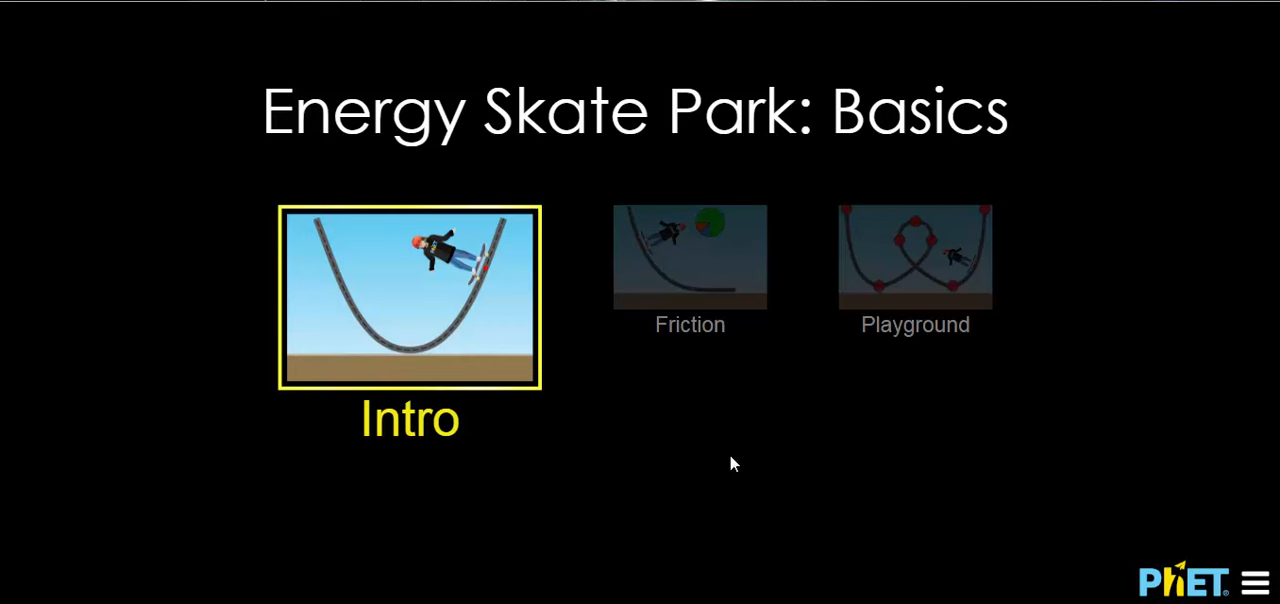 Energy Skate Park: Basics
Friction
Playground
Intro
PhET